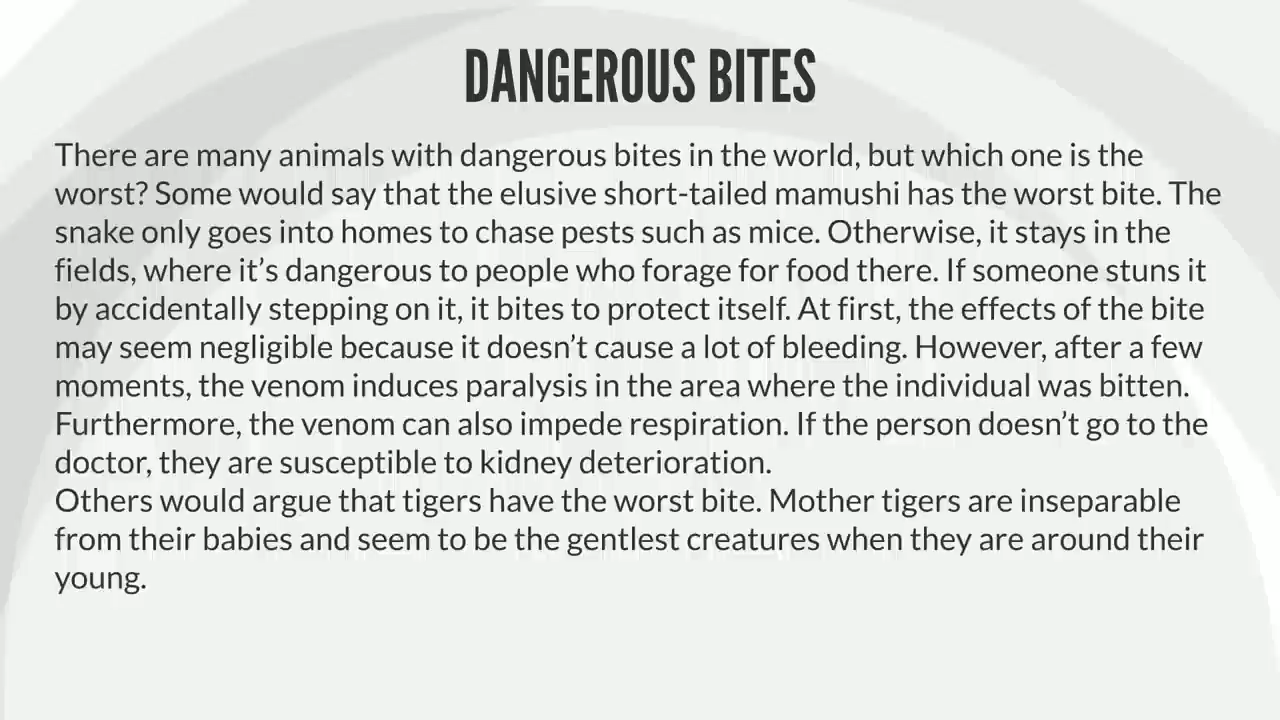 DANGEROUS BITES
There are many animals with dangerous bites in the world, but which one is the
worst? Some would say that the elusive short-tailed mamushi has the worst bite. The
snake only goes into homes to chase pests such as mice. Otherwise, it stays in the
fields, where it’s dangerous to people who forage for food there. If someone stuns it
by accidentally stepping on it, it bites to protect itself. At first, the effects of the bite
may seem negligible because it doesn’t cause a lot of bleeding. However, after a few
moments, the venom induces paralysis in the area where the individual was bitten.
Furthermore, the venom can also impede respiration. If the person doesn’t go to the
doctor, they are susceptible to kidney deterioration.
Others would argue that tigers have the worst bite. Mother tigers are inseparable
from their babies and seem to be the gentlest creatures when they are around their
young.